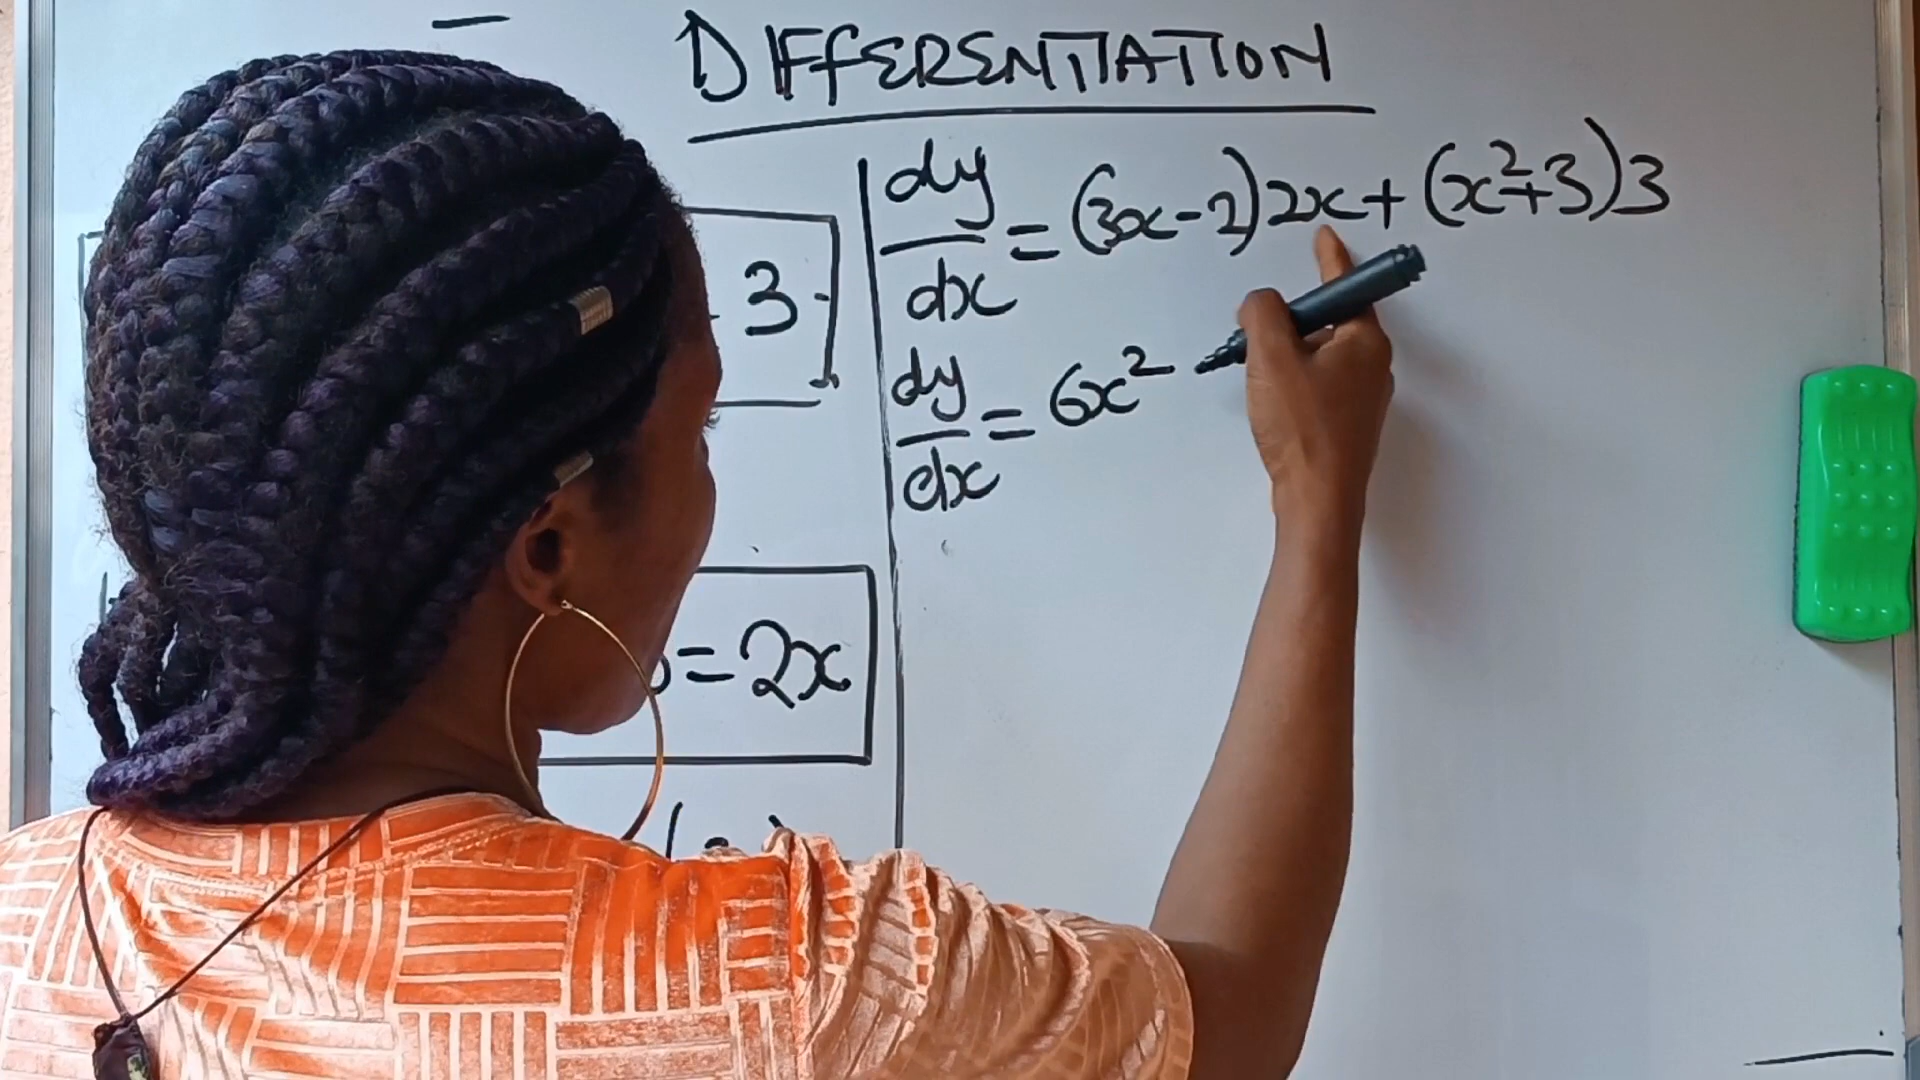 DIFFERENTIATION
3
= 2x
dy/dx = (3x-2)2x + (x²+3)3
dy/dx = 6x²